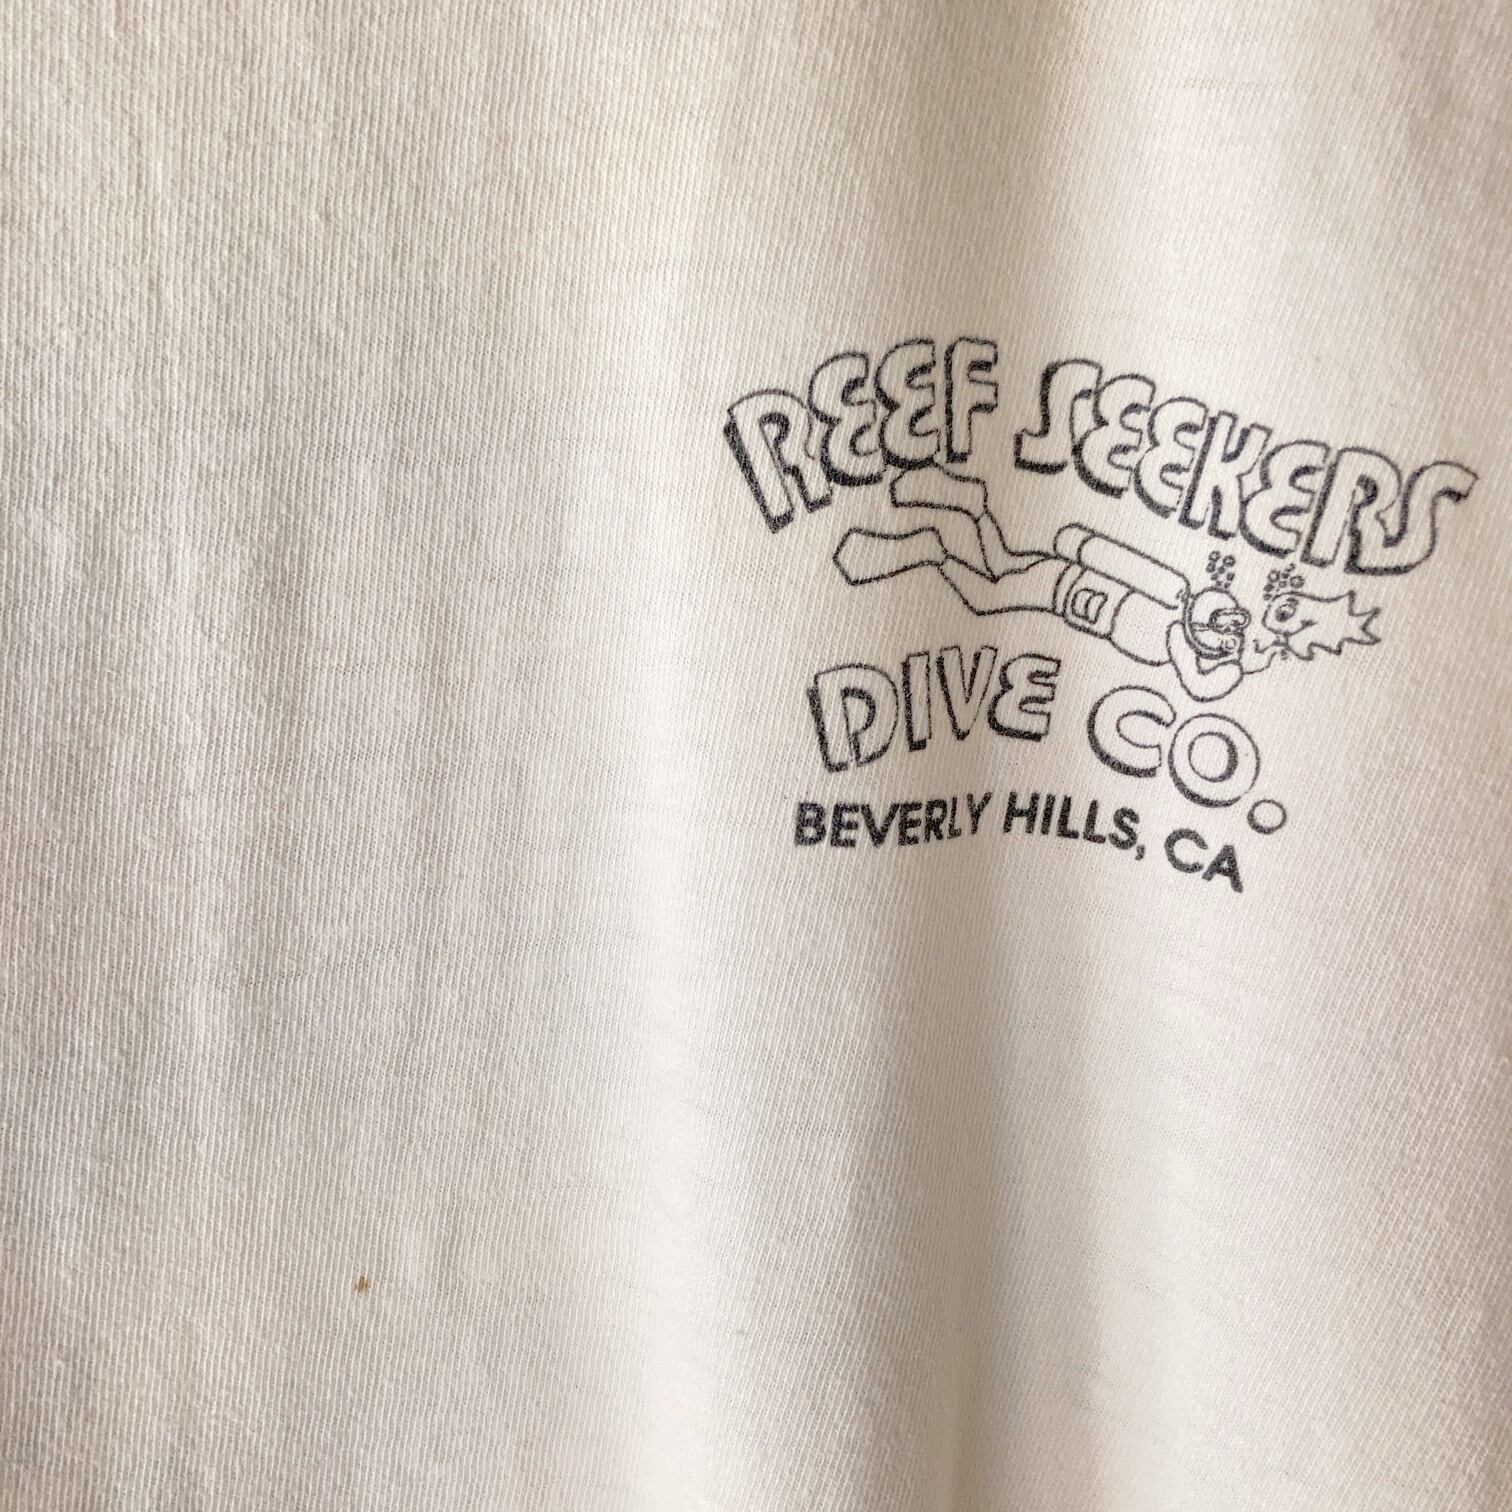 REEF SEEKERS
DIVE CO.
BEVERLY HILLS, CA